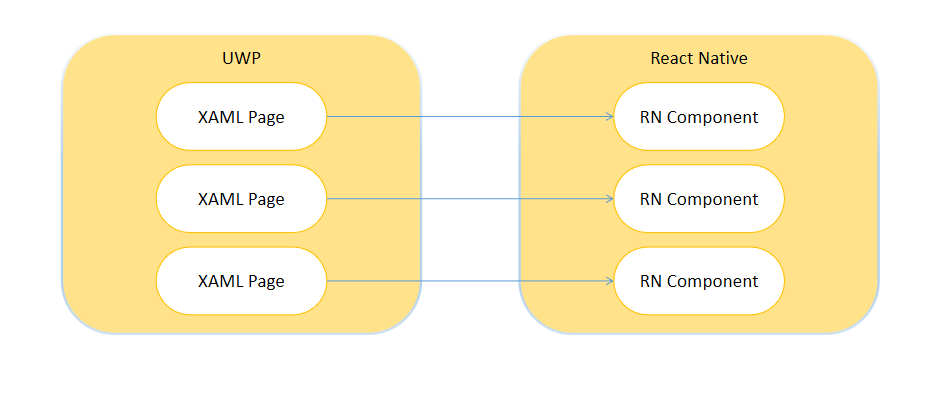 UWP
XAML Page
XAML Page
XAML Page
React Native
RN Component
RN Component
RN Component